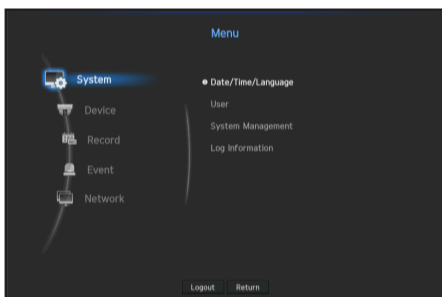 Menu
System
Device
Record
Event
Network
Date/Time/Language
User
System Management
Log Information
Logout Return